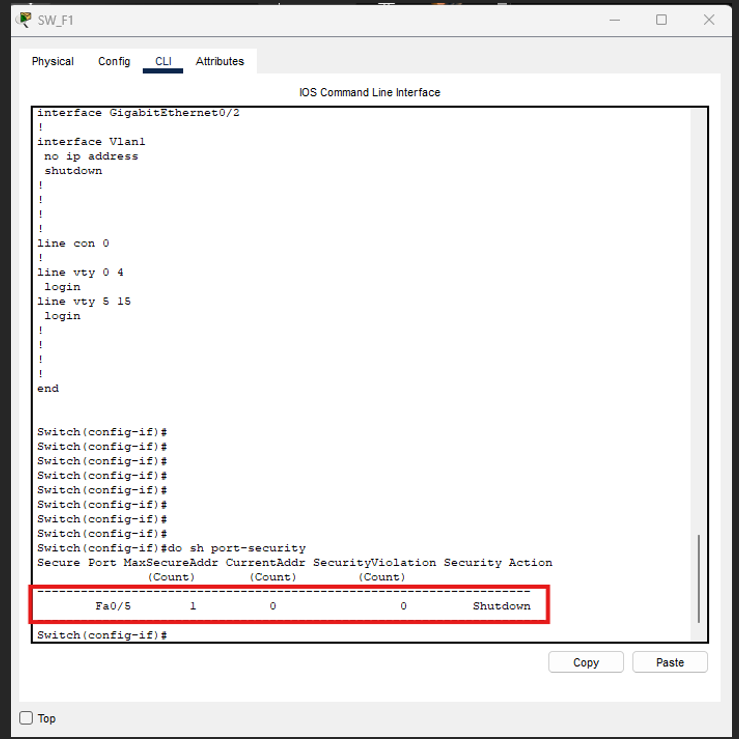 SW_F1
Physical Config CLI Attributes
IOS Command Line Interface
interface GigabitEthernet0/2
!
interface Vlan1
no ip address
shutdown
!
!
!
!
line con 0
!
line vty 0 4
login
line vty 5 15
login
!
!
!
!
end
Switch(config-if)#
Switch(config-if)#
Switch(config-if)#
Switch(config-if)#
Switch(config-if)#
Switch(config-if)#
Switch(config-if)#
Switch(config-if)#
Switch(config-if)#do sh port-security
Secure Port MaxSecureAddr CurrentAddr SecurityViolation Security Action
(Count) (Count) (Count)
--------------------------------------------------------------------
Fa0/5 1 0 0 Shutdown
----------------------------------------------------------------------
Switch(config-if)#
Copy Paste
Top